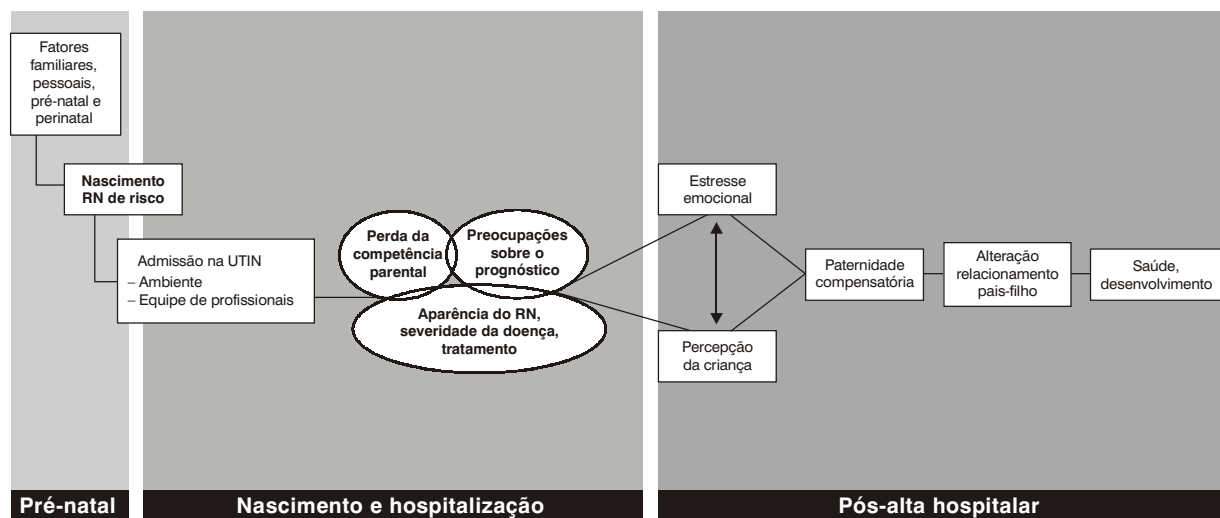 Fatores
familiares,
pessoais,
pré-natal e
perinatal
Nascimento
RN de risco
Admissão na UTIN
– Ambiente
– Equipe de profissionais
Perda da
competência
parental
Preocupações
sobre o
prognóstico
Aparência do RN,
severidade da doença,
tratamento
Estresse
emocional
Percepção
da criança
Paternidade
compensatória
Alteração
relacionamento
pais-filho
Saúde,
desenvolvimento
Pré-natal
Nascimento e hospitalização
Pós-alta hospitalar